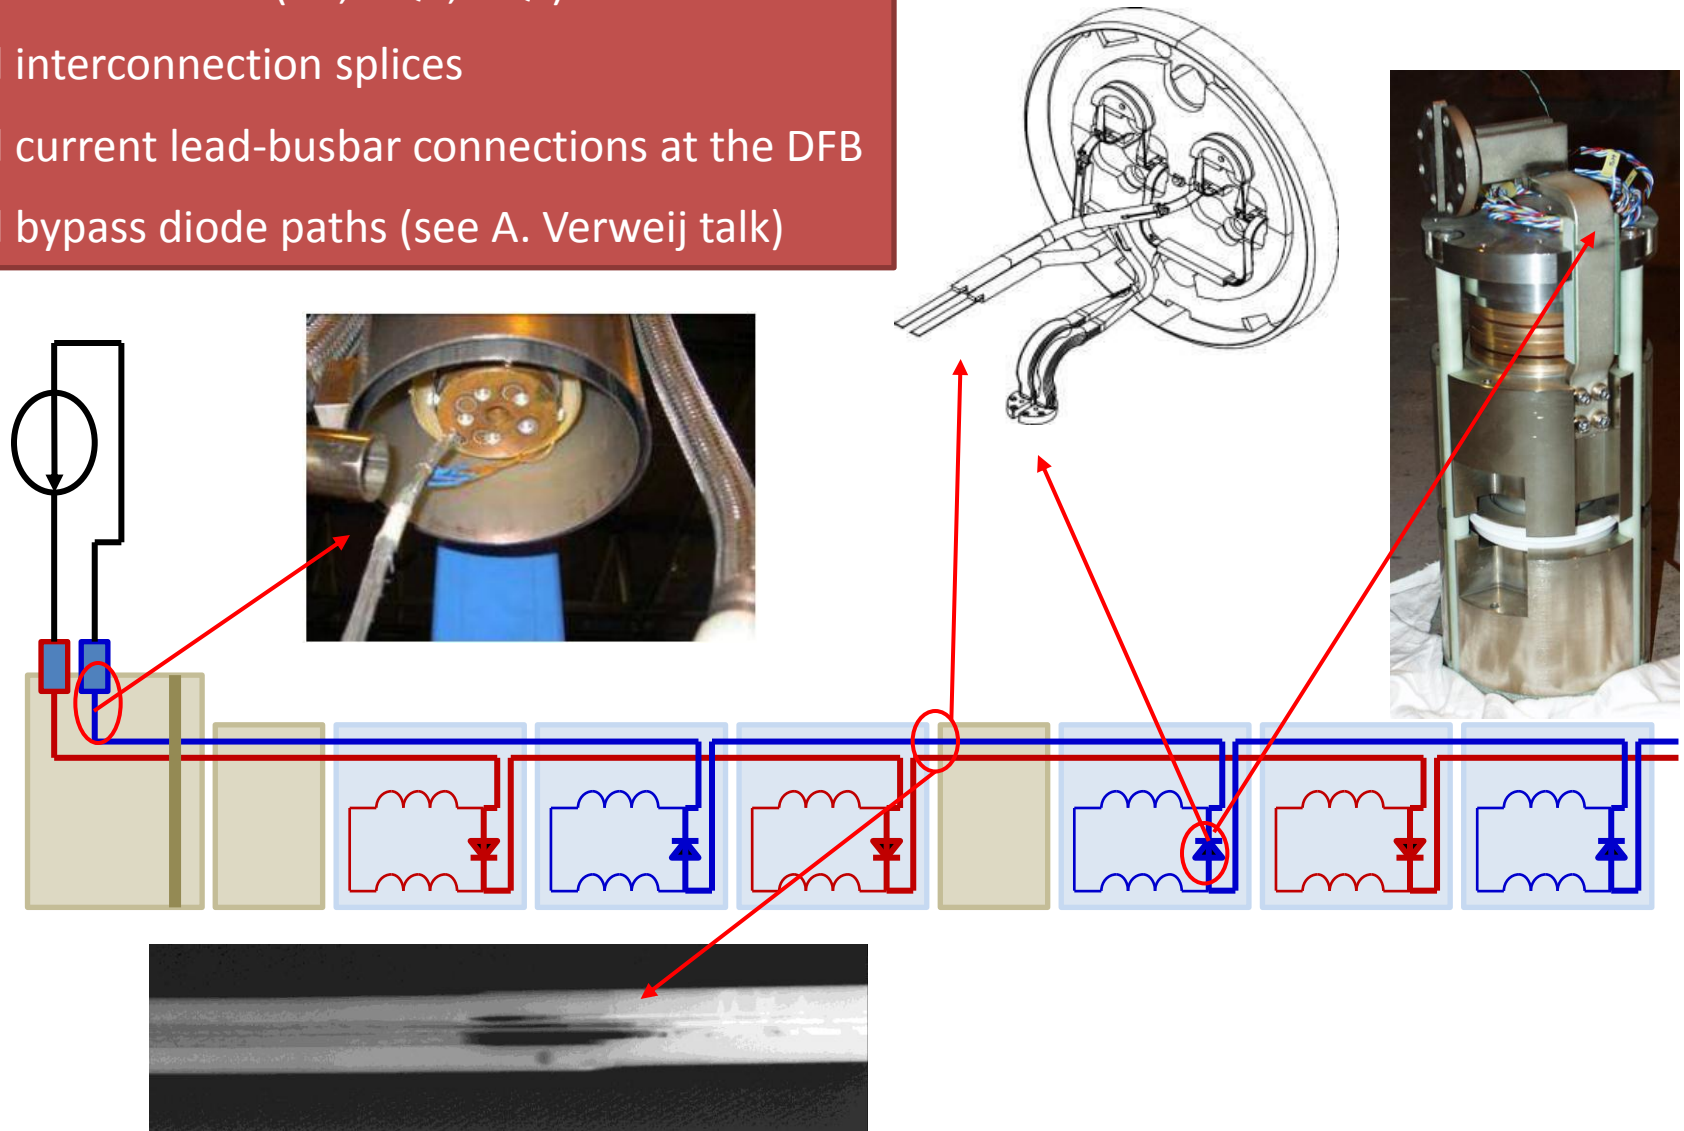 l interconnection splices
l current lead-busbar connections at the DFB
l bypass diode paths (see A. Verweij talk)